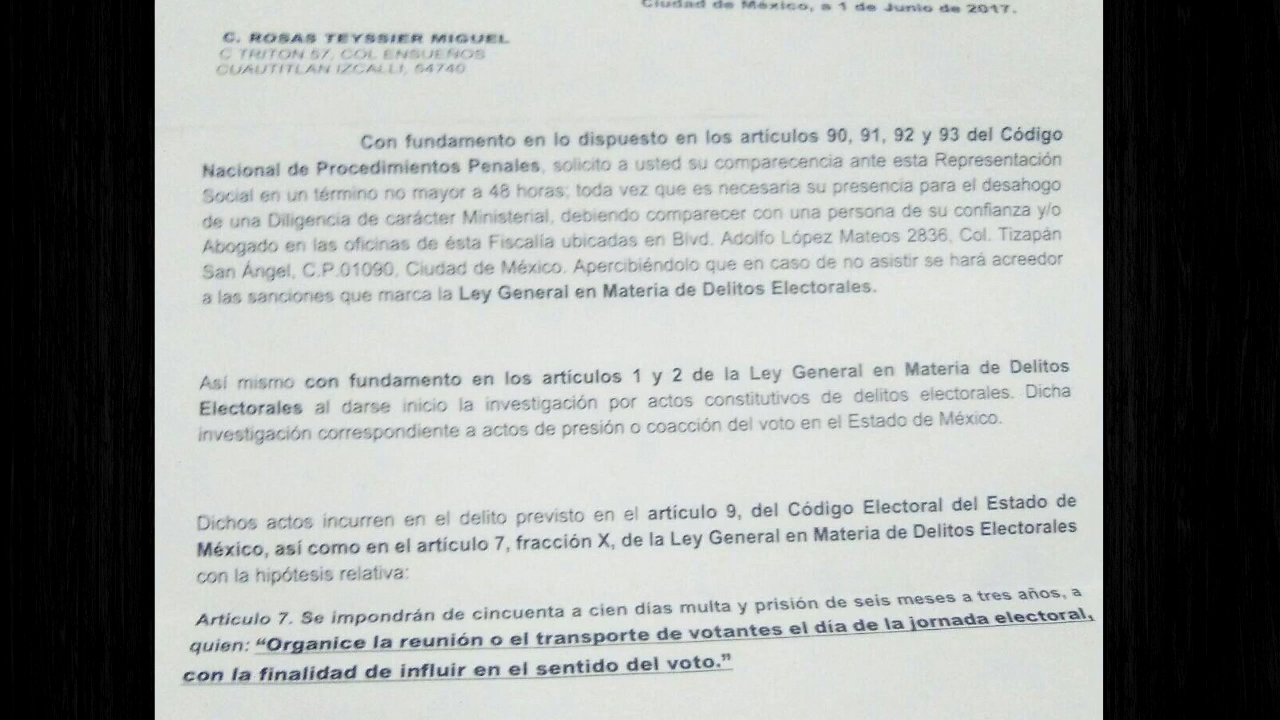 Ciudad de México, a 1 de Junio de 2017.
C. ROSAS TEYSSIER MIGUEL
C TRITON 57, COL ENSUEÑOS
CUAUTITLAN IZCALLI, 54740
Con fundamento en lo dispuesto en los artículos 90, 91, 92 y 93 del Código
Nacional de Procedimientos Penales, solicito a usted su comparecencia ante esta Representación
Social en un término no mayor a 48 horas; toda vez que es necesaria su presencia para el desahogo
de una Diligencia de carácter Ministerial, debiendo comparecer con una persona de su confianza y/o
Abogado en las oficinas de ésta Fiscalía ubicadas en Blvd. Adolfo López Mateos 2836, Col. Tizapán
San Ángel, C.P.01090, Ciudad de México. Apercibiéndolo que en caso de no asistir se hará acreedor
a las sanciones que marca la Ley General en Materia de Delitos Electorales.
Así mismo con fundamento en los artículos 1 y 2 de la Ley General en Materia de Delitos
Electorales al darse inicio la investigación por actos constitutivos de delitos electorales. Dicha
investigación correspondiente a actos de presión o coacción del voto en el Estado de México.
Dichos actos incurren en el delito previsto en el artículo 9, del Código Electoral del Estado de
México, así como en el artículo 7, fracción X, de la Ley General en Materia de Delitos Electorales
con la hipótesis relativa:
Artículo 7. Se impondrán de cincuenta a cien días multa y prisión de seis meses a tres años, a
quien: “Organice la reunión o el transporte de votantes el día de la jornada electoral,
con la finalidad de influir en el sentido del voto.”